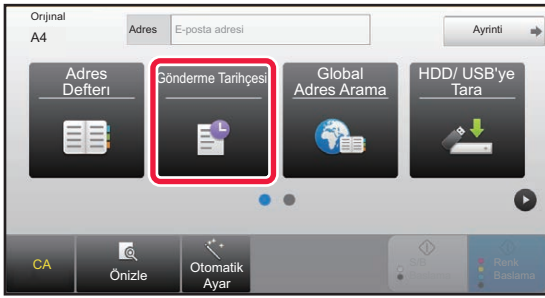 Orijinal
A4
Adres
E-posta adresi
Ayrinti
Adres
Defteri
Gönderme Tarihçesi
Global
Adres Arama
HDD/ USB'ye
Tara
CA
Önizle
Otomatik
Ayar
S/B
Renk
Baslama